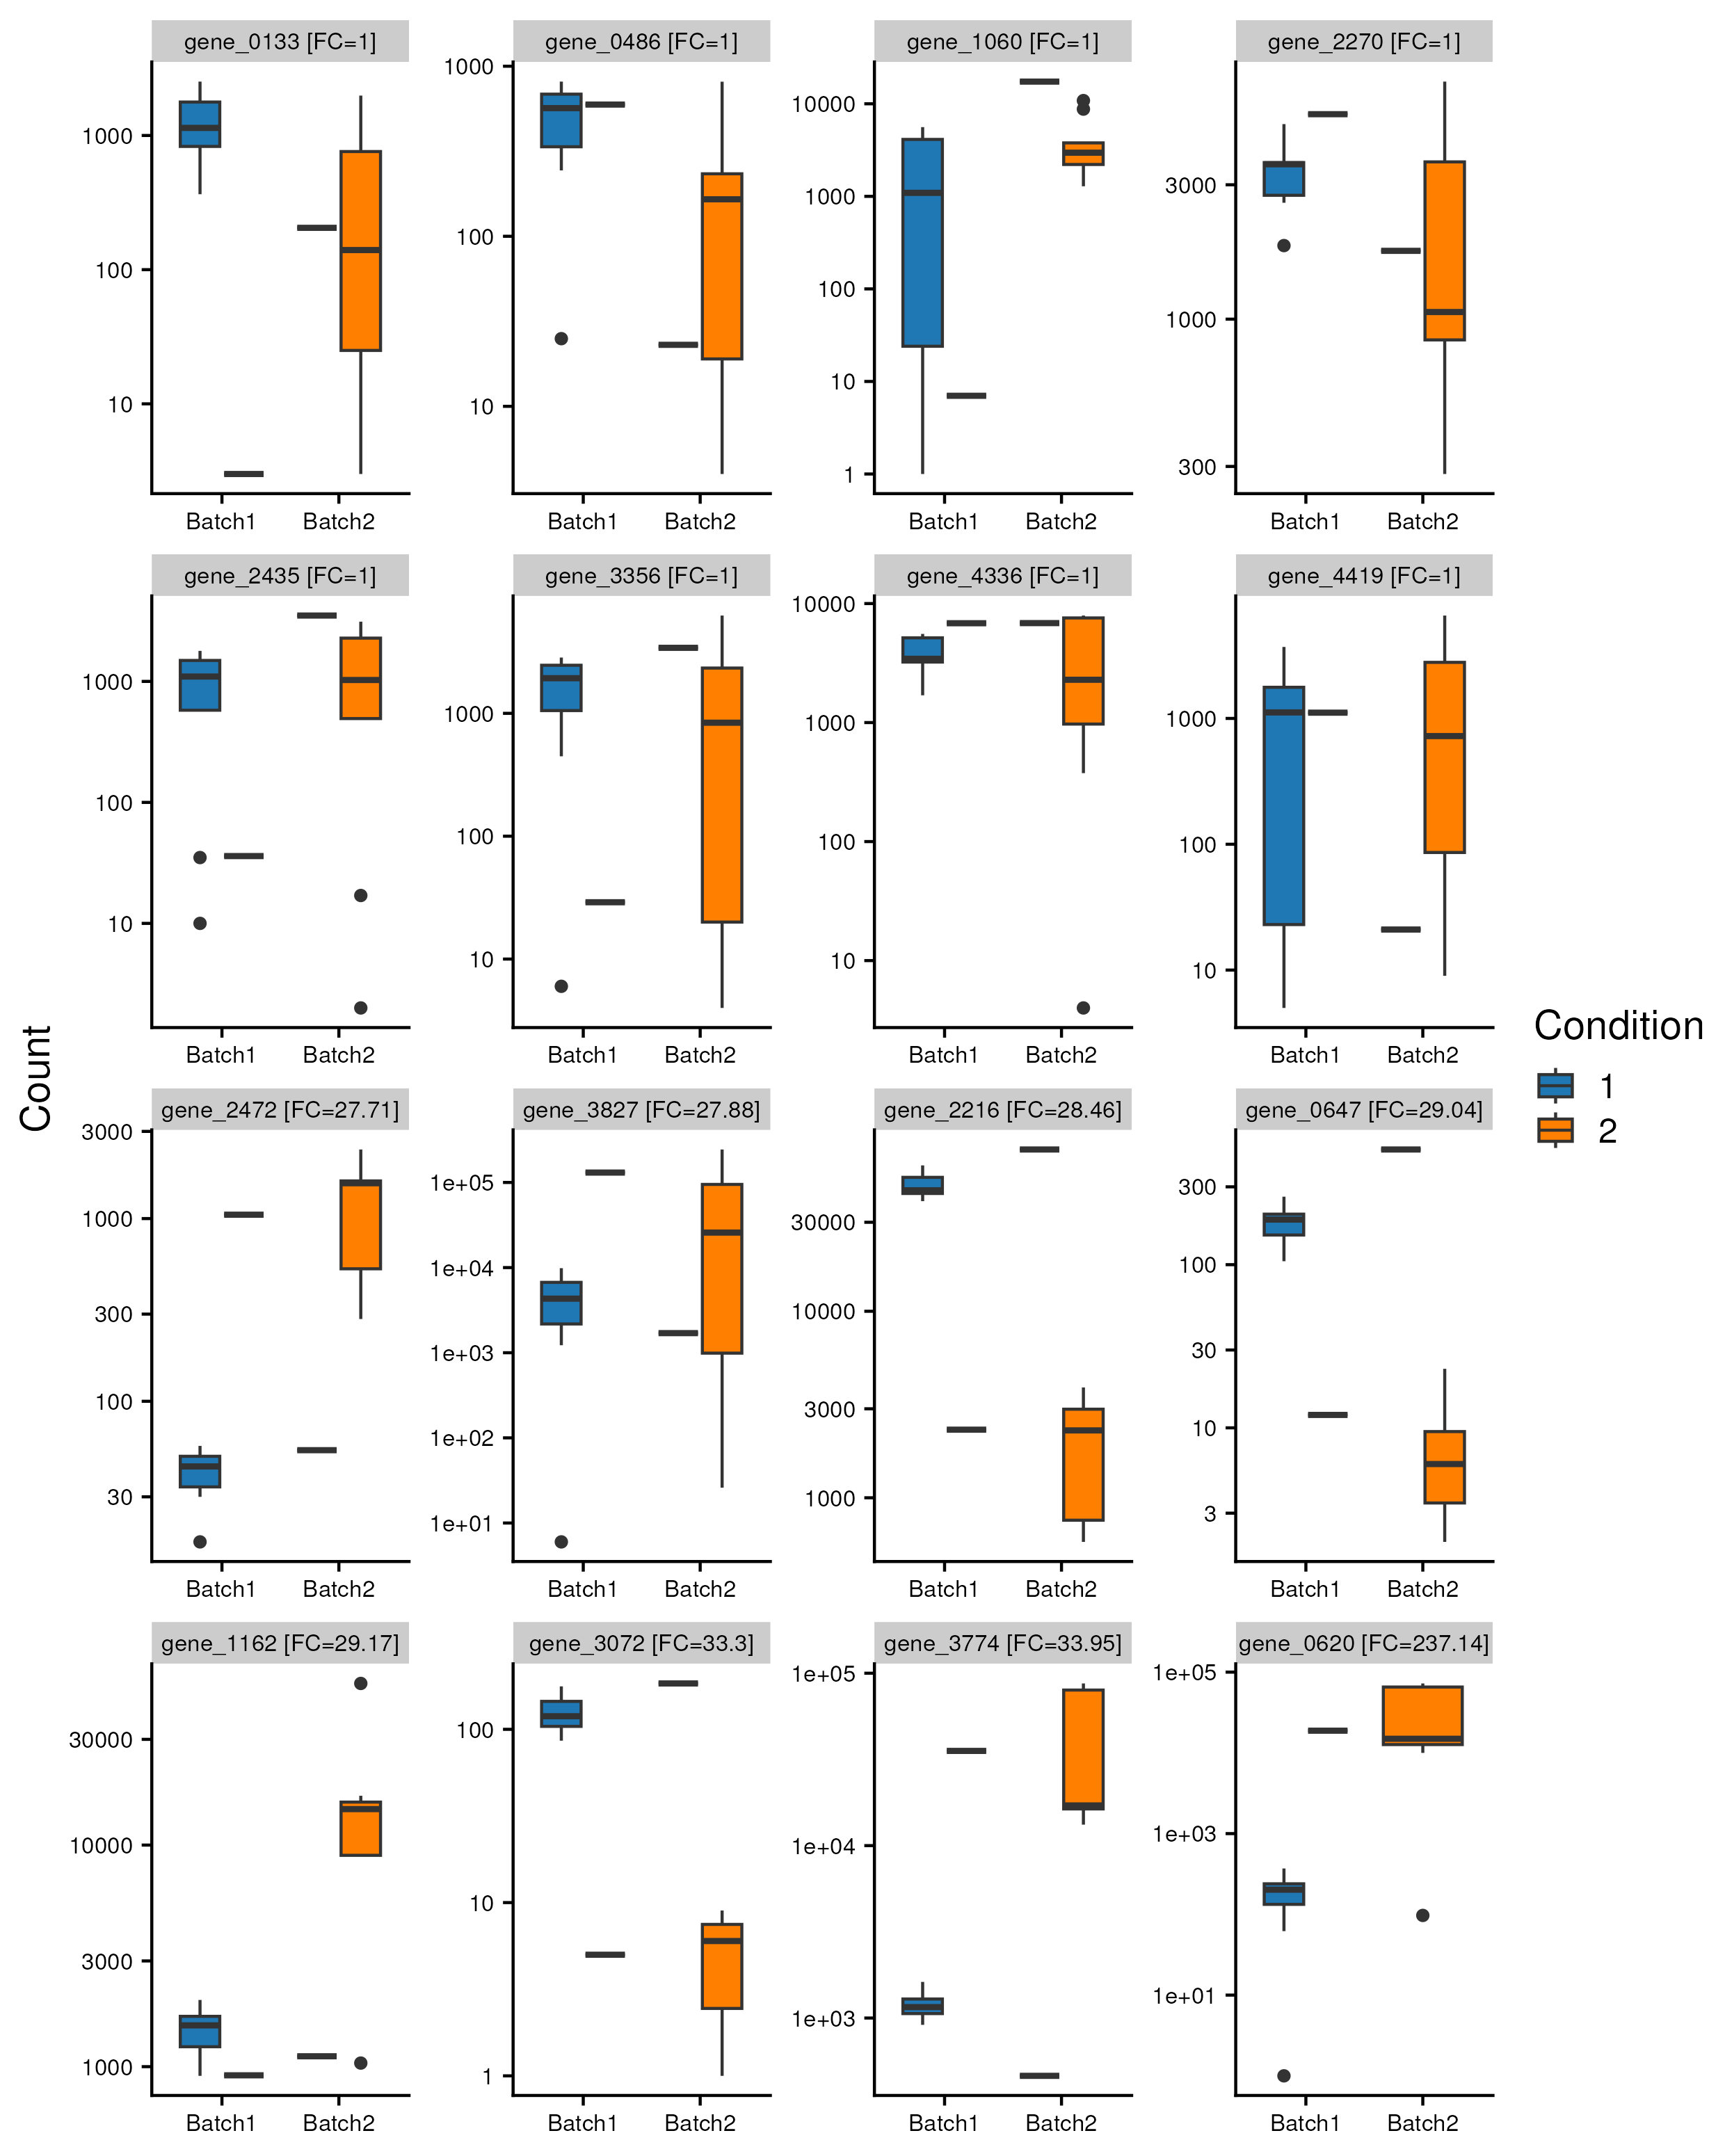 gene_0133 [FC=1] gene_0486 [FC=1] gene_1060 [FC=1] gene_2270 [FC=1]
1000
100
10
1000
100
10
10000
1000
100
10
1
3000
1000
300
Batch1 Batch2 Batch1 Batch2 Batch1 Batch2 Batch1 Batch2
gene_2435 [FC=1] gene_3356 [FC=1] gene_4336 [FC=1] gene_4419 [FC=1]
1000
100
10
1000
100
10
10000
1000
100
10
1000
100
10
Batch1 Batch2 Batch1 Batch2 Batch1 Batch2 Batch1 Batch2
Count
gene_2472 [FC=27.71] gene_3827 [FC=27.88] gene_2216 [FC=28.46] gene_0647 [FC=29.04]
3000
1000
300
100
30
1e+05
1e+04
1e+03
1e+02
1e+01
30000
10000
3000
1000
300
100
30
10
3
Batch1 Batch2 Batch1 Batch2 Batch1 Batch2 Batch1 Batch2
gene_1162 [FC=29.17] gene_3072 [FC=33.3] gene_3774 [FC=33.95] gene_0620 [FC=237.14]
30000
10000
3000
1000
100
10
1
1e+05
1e+04
1e+03
1e+05
1e+03
1e+01
Batch1 Batch2 Batch1 Batch2 Batch1 Batch2 Batch1 Batch2
Condition
1
2